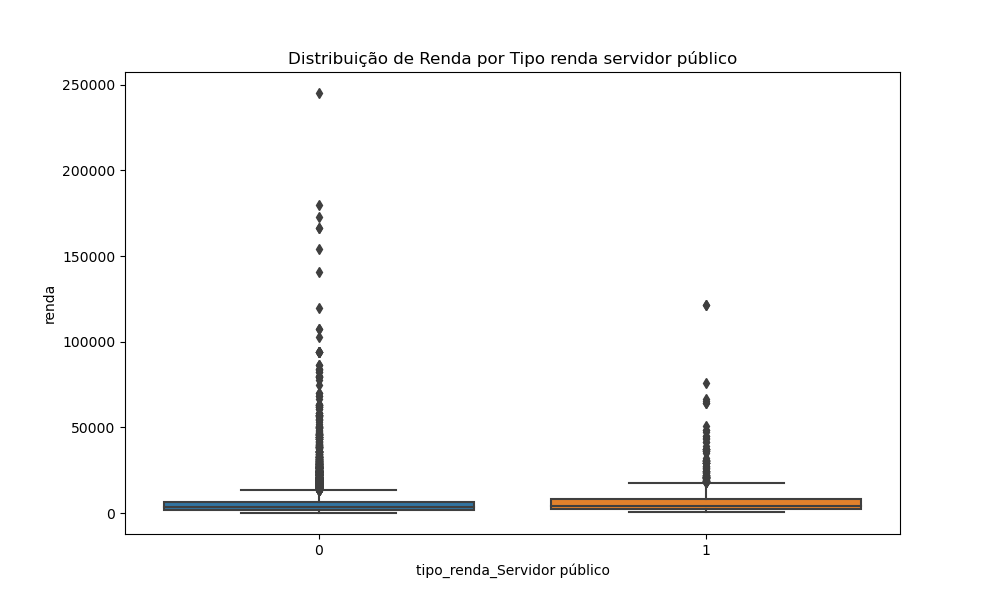 Distribuição de Renda por Tipo renda servidor público
250000
200000
150000
100000
50000
0
renda
0 1
tipo_renda_Servidor público